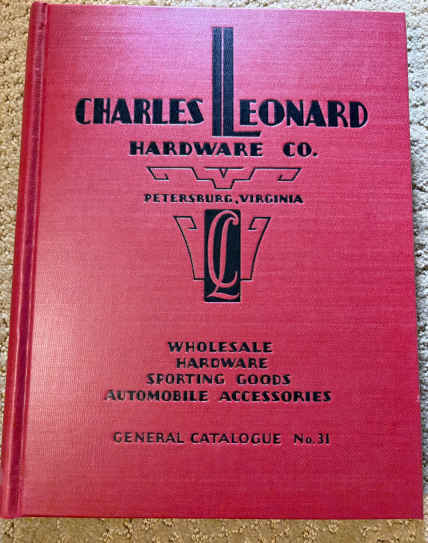 CHARLES LEONARD
HARDWARE CO.
PETERSBURG, VIRGINIA
CL
WHOLESALE
HARDWARE
SPORTING GOODS
AUTOMOBILE ACCESSORIES
GENERAL CATALOGUE No. 31